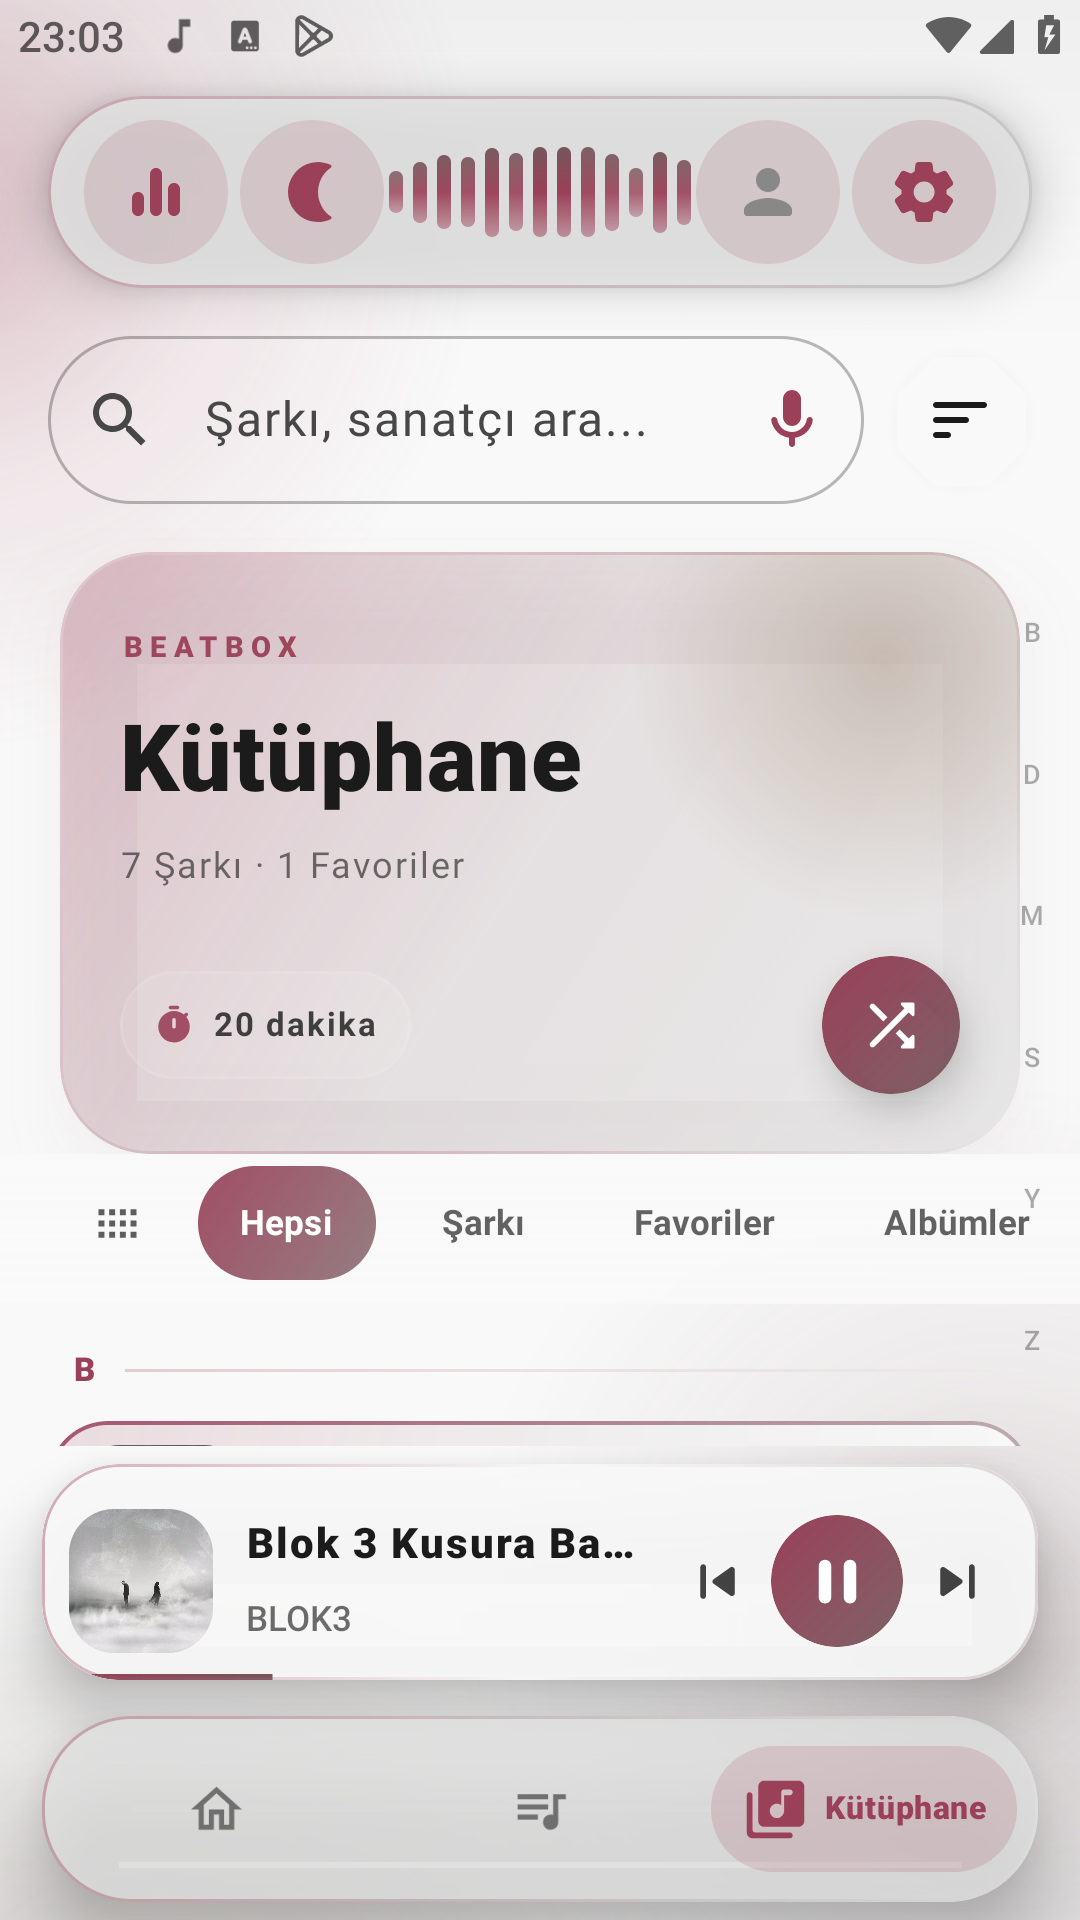 23:03
A
Şarkı, sanatçı ara...
BEATBOX
Kütüphane
7 Şarkı · 1 Favoriler
20 dakika
B
D
M
S
Y
Z
Hepsi
Şarkı
Favoriler
Albümler
B
Blok 3 Kusura Ba...
BLOK3
Kütüphane